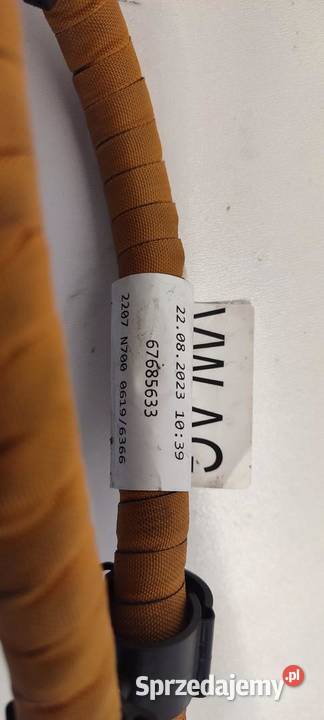 22.08.2023 10:39
67685633
2207 N700 0619/6366
VW AG
Sprzedajemy.pl